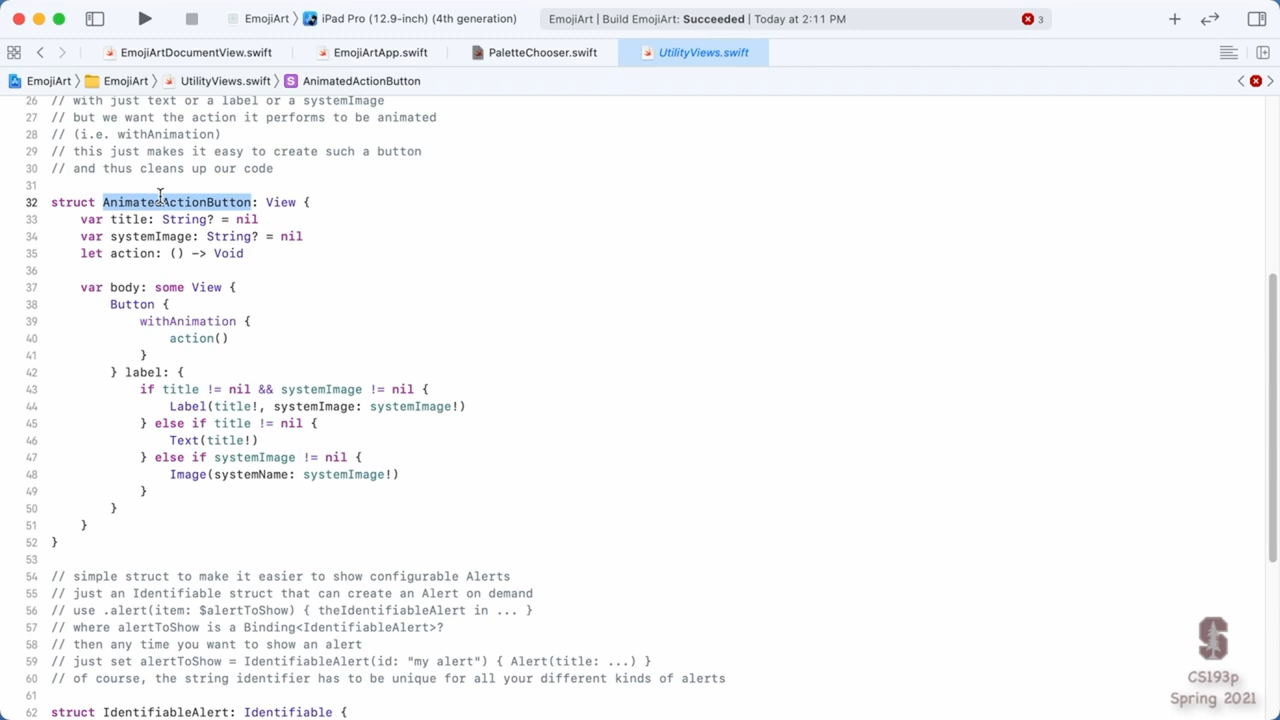 EmojiArt
iPad Pro (12.9-inch) (4th generation)
EmojiArt | Build EmojiArt: Succeeded | Today at 2:11 PM
3
EmojiArtDocumentView.swift
EmojiArtApp.swift
PaletteChooser.swift
UtilityViews.swift
EmojiArt
EmojiArt
UtilityViews.swift
S
AnimatedActionButton
26 // with just text or a label or a systemImage
27 // but we want the action it performs to be animated
28 // (i.e. withAnimation)
29 // this just makes it easy to create such a button
30 // and thus cleans up our code
31
32 struct AnimatedActionButton: View {
33     var title: String? = nil
34     var systemImage: String? = nil
35     let action: () -> Void
36
37     var body: some View {
38         Button {
39             withAnimation {
40                 action()
41             }
42         } label: {
43             if title != nil && systemImage != nil {
44                 Label(title!, systemImage: systemImage!)
45             } else if title != nil {
46                 Text(title!)
47             } else if systemImage != nil {
48                 Image(systemName: systemImage!)
49             }
50         }
51     }
52 }
53
54 // simple struct to make it easier to show configurable Alerts
55 // just an Identifiable struct that can create an Alert on demand
56 // use .alert(item: $alertToShow) { theIdentifiableAlert in ... }
57 // where alertToShow is a Binding<IdentifiableAlert>?
58 // then any time you want to show an alert
59 // just set alertToShow = IdentifiableAlert(id: "my alert") { Alert(title: ...) }
60 // of course, the string identifier has to be unique for all your different kinds of alerts
61
62 struct IdentifiableAlert: Identifiable {
S
CS193p
Spring 2021